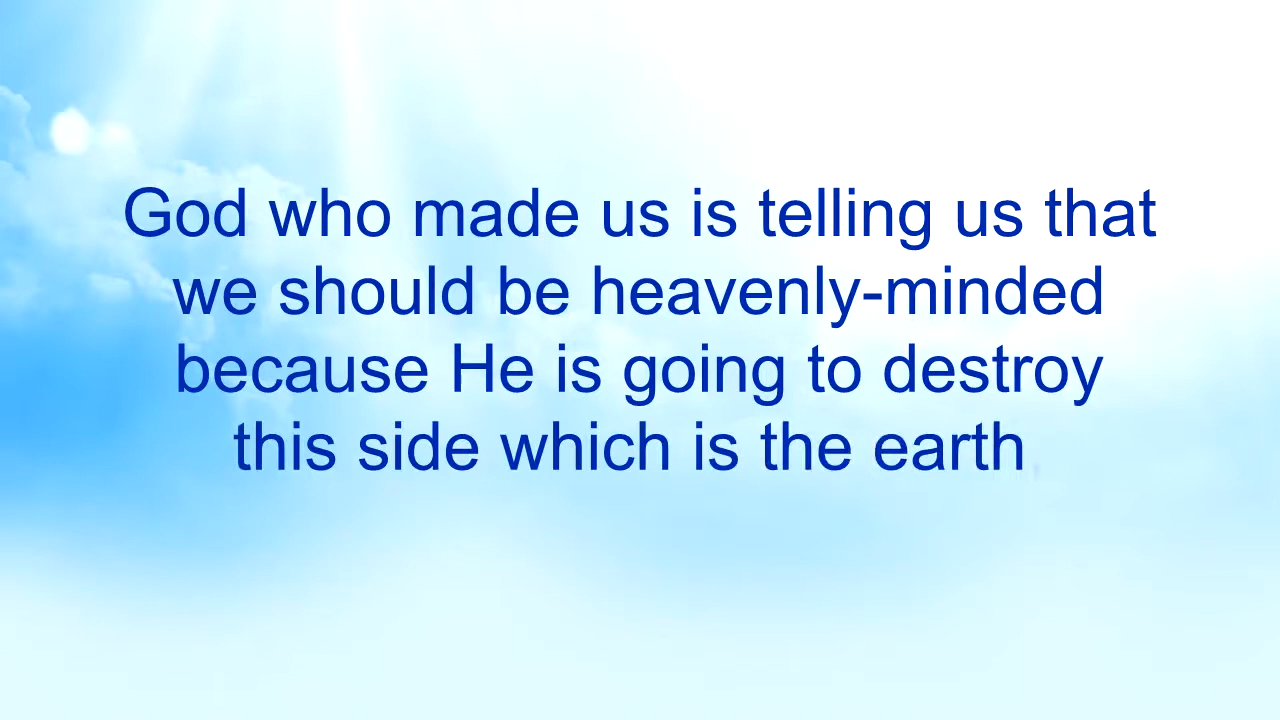 God who made us is telling us that
we should be heavenly-minded
because He is going to destroy
this side which is the earth